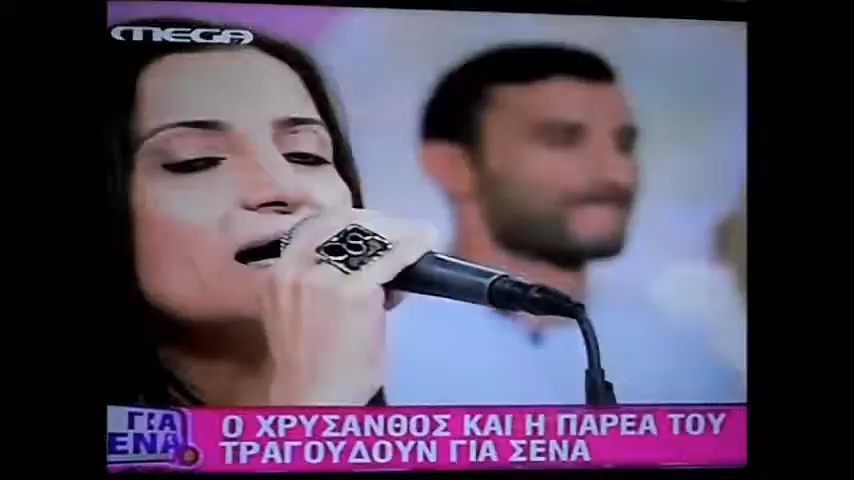 MEGA
ΓΙΑ
ΕΝΑ
Ο ΧΡΥΣΑΝΘΟΣ ΚΑΙ Η ΠΑΡΕΑ ΤΟΥ
ΤΡΑΓΟΥΔΟΥΝ ΓΙΑ ΣΕΝΑ